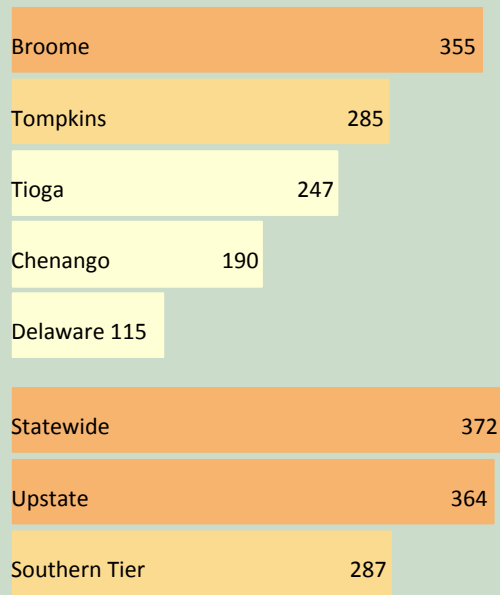 Broome 355
Tompkins 285
Tioga 247
Chenango 190
Delaware 115
Statewide 372
Upstate 364
Southern Tier 287